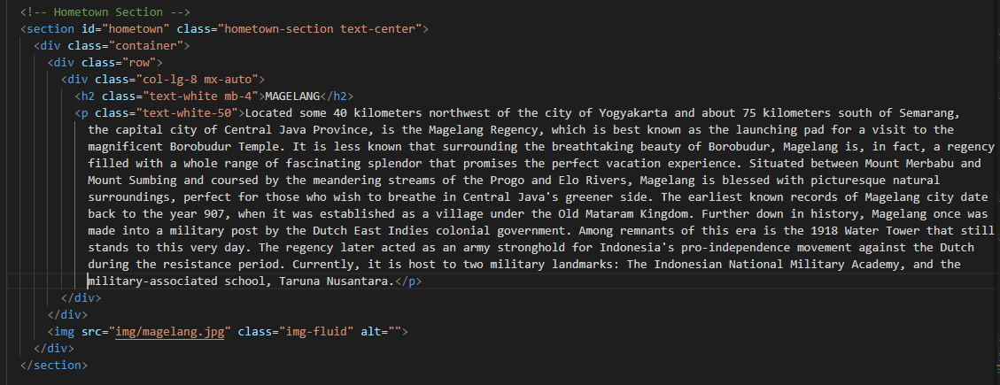 <!-- Hometown Section -->
<section id="hometown" class="hometown-section text-center">
<div class="container">
<div class="row">
<div class="col-lg-8 mx-auto">
<h2 class="text-white mb-4">MAGELANG</h2>
<p class="text-white-50">Located some 40 kilometers northwest of the city of Yogyakarta and about 75 kilometers south of Semarang,
the capital city of Central Java Province, is the Magelang Regency, which is best known as the launching pad for a visit to the
magnificent Borobudur Temple. It is less known that surrounding the breathtaking beauty of Borobudur, Magelang is, in fact, a regency
filled with a whole range of fascinating splendor that promises the perfect vacation experience. Situated between Mount Merbabu and
Mount Sumbing and coursed by the meandering streams of the Progo and Elo Rivers, Magelang is blessed with picturesque natural
surroundings, perfect for those who wish to breathe in Central Java's greener side. The earliest known records of Magelang city date
back to the year 907, when it was established as a village under the Old Mataram Kingdom. Further down in history, Magelang once was
made into a military post by the Dutch East Indies colonial government. Among remnants of this era is the 1918 Water Tower that still
stands to this very day. The regency later acted as an army stronghold for Indonesia's pro-independence movement against the Dutch
during the resistance period. Currently, it is host to two military landmarks: The Indonesian National Military Academy, and the
military-associated school, Taruna Nusantara.</p>
</div>
</div>
<img src="img/magelang.jpg" class="img-fluid" alt="">
</div>
</section>